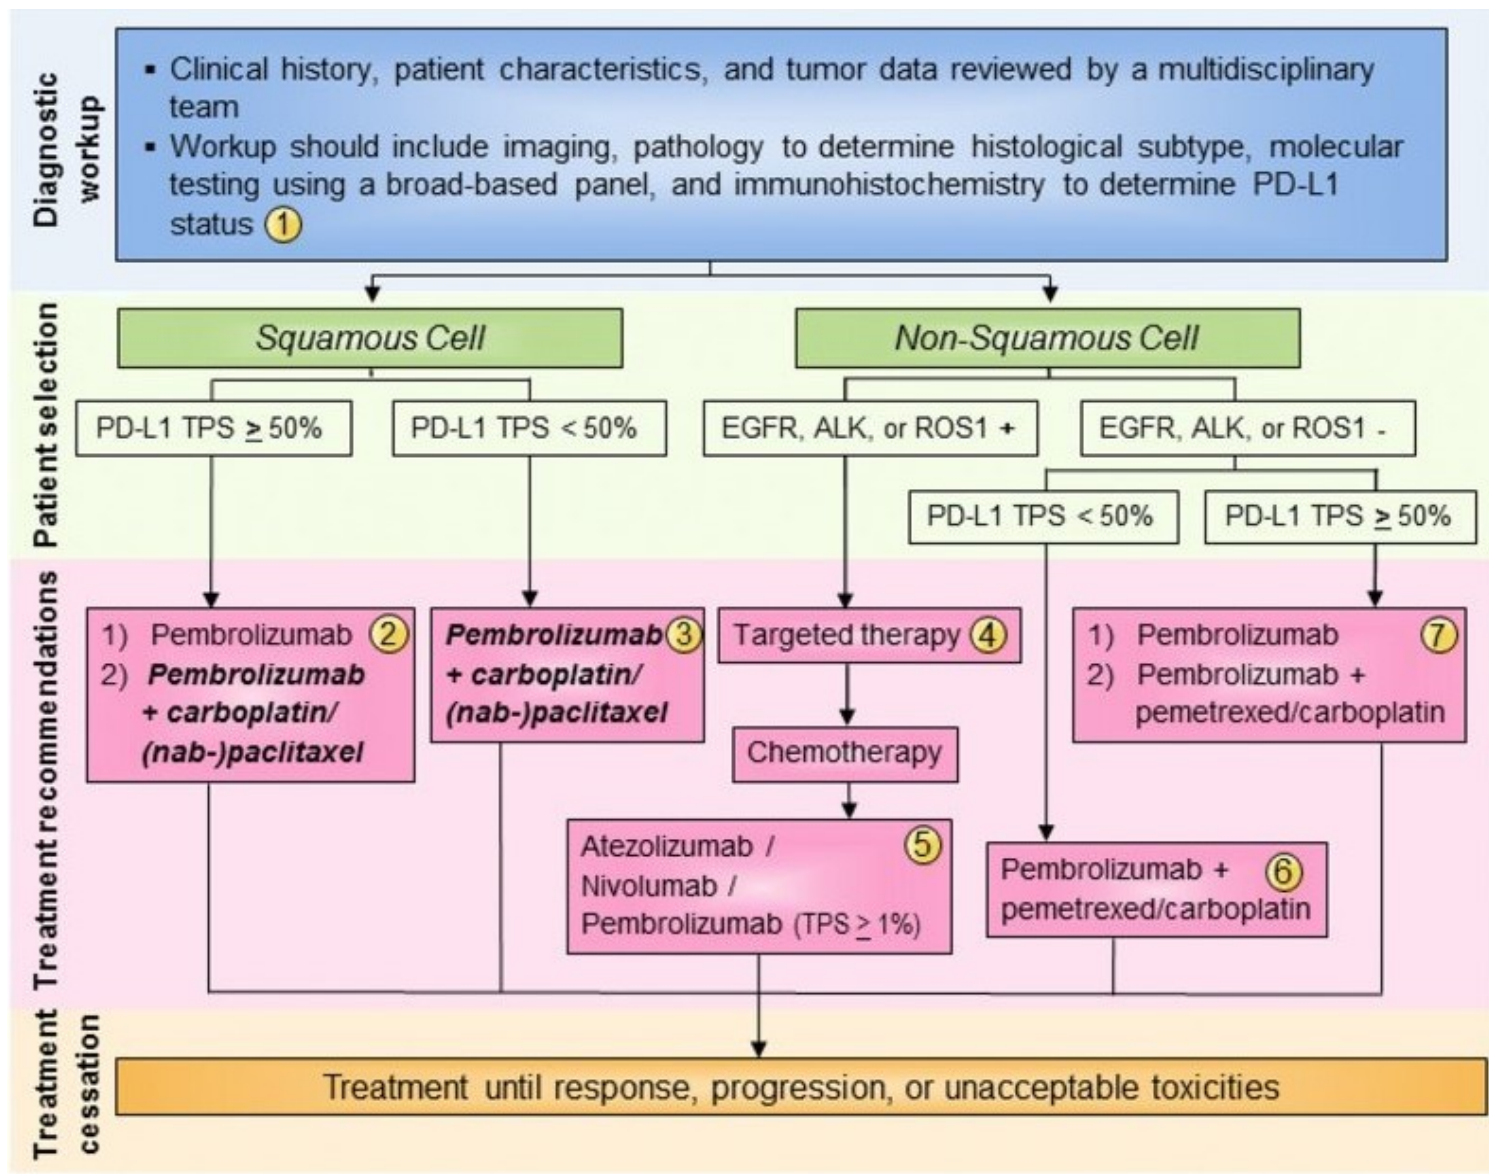 Diagnostic
workup
▪ Clinical history, patient characteristics, and tumor data reviewed by a multidisciplinary
team
▪ Workup should include imaging, pathology to determine histological subtype, molecular
testing using a broad-based panel, and immunohistochemistry to determine PD-L1
status 1
Patient selection
Squamous Cell
Non-Squamous Cell
PD-L1 TPS ≥ 50%
PD-L1 TPS < 50%
EGFR, ALK, or ROS1 +
EGFR, ALK, or ROS1 -
PD-L1 TPS < 50%
PD-L1 TPS ≥ 50%
Treatment recommendations
1) Pembrolizumab 2
2) Pembrolizumab
+ carboplatin/
(nab-)paclitaxel
Pembrolizumab 3
+ carboplatin/
(nab-)paclitaxel
Targeted therapy 4
Chemotherapy
Atezolizumab / 5
Nivolumab /
Pembrolizumab (TPS ≥ 1%)
Pembrolizumab + 6
pemetrexed/carboplatin
1) Pembrolizumab 7
2) Pembrolizumab +
pemetrexed/carboplatin
Treatment
cessation
Treatment until response, progression, or unacceptable toxicities